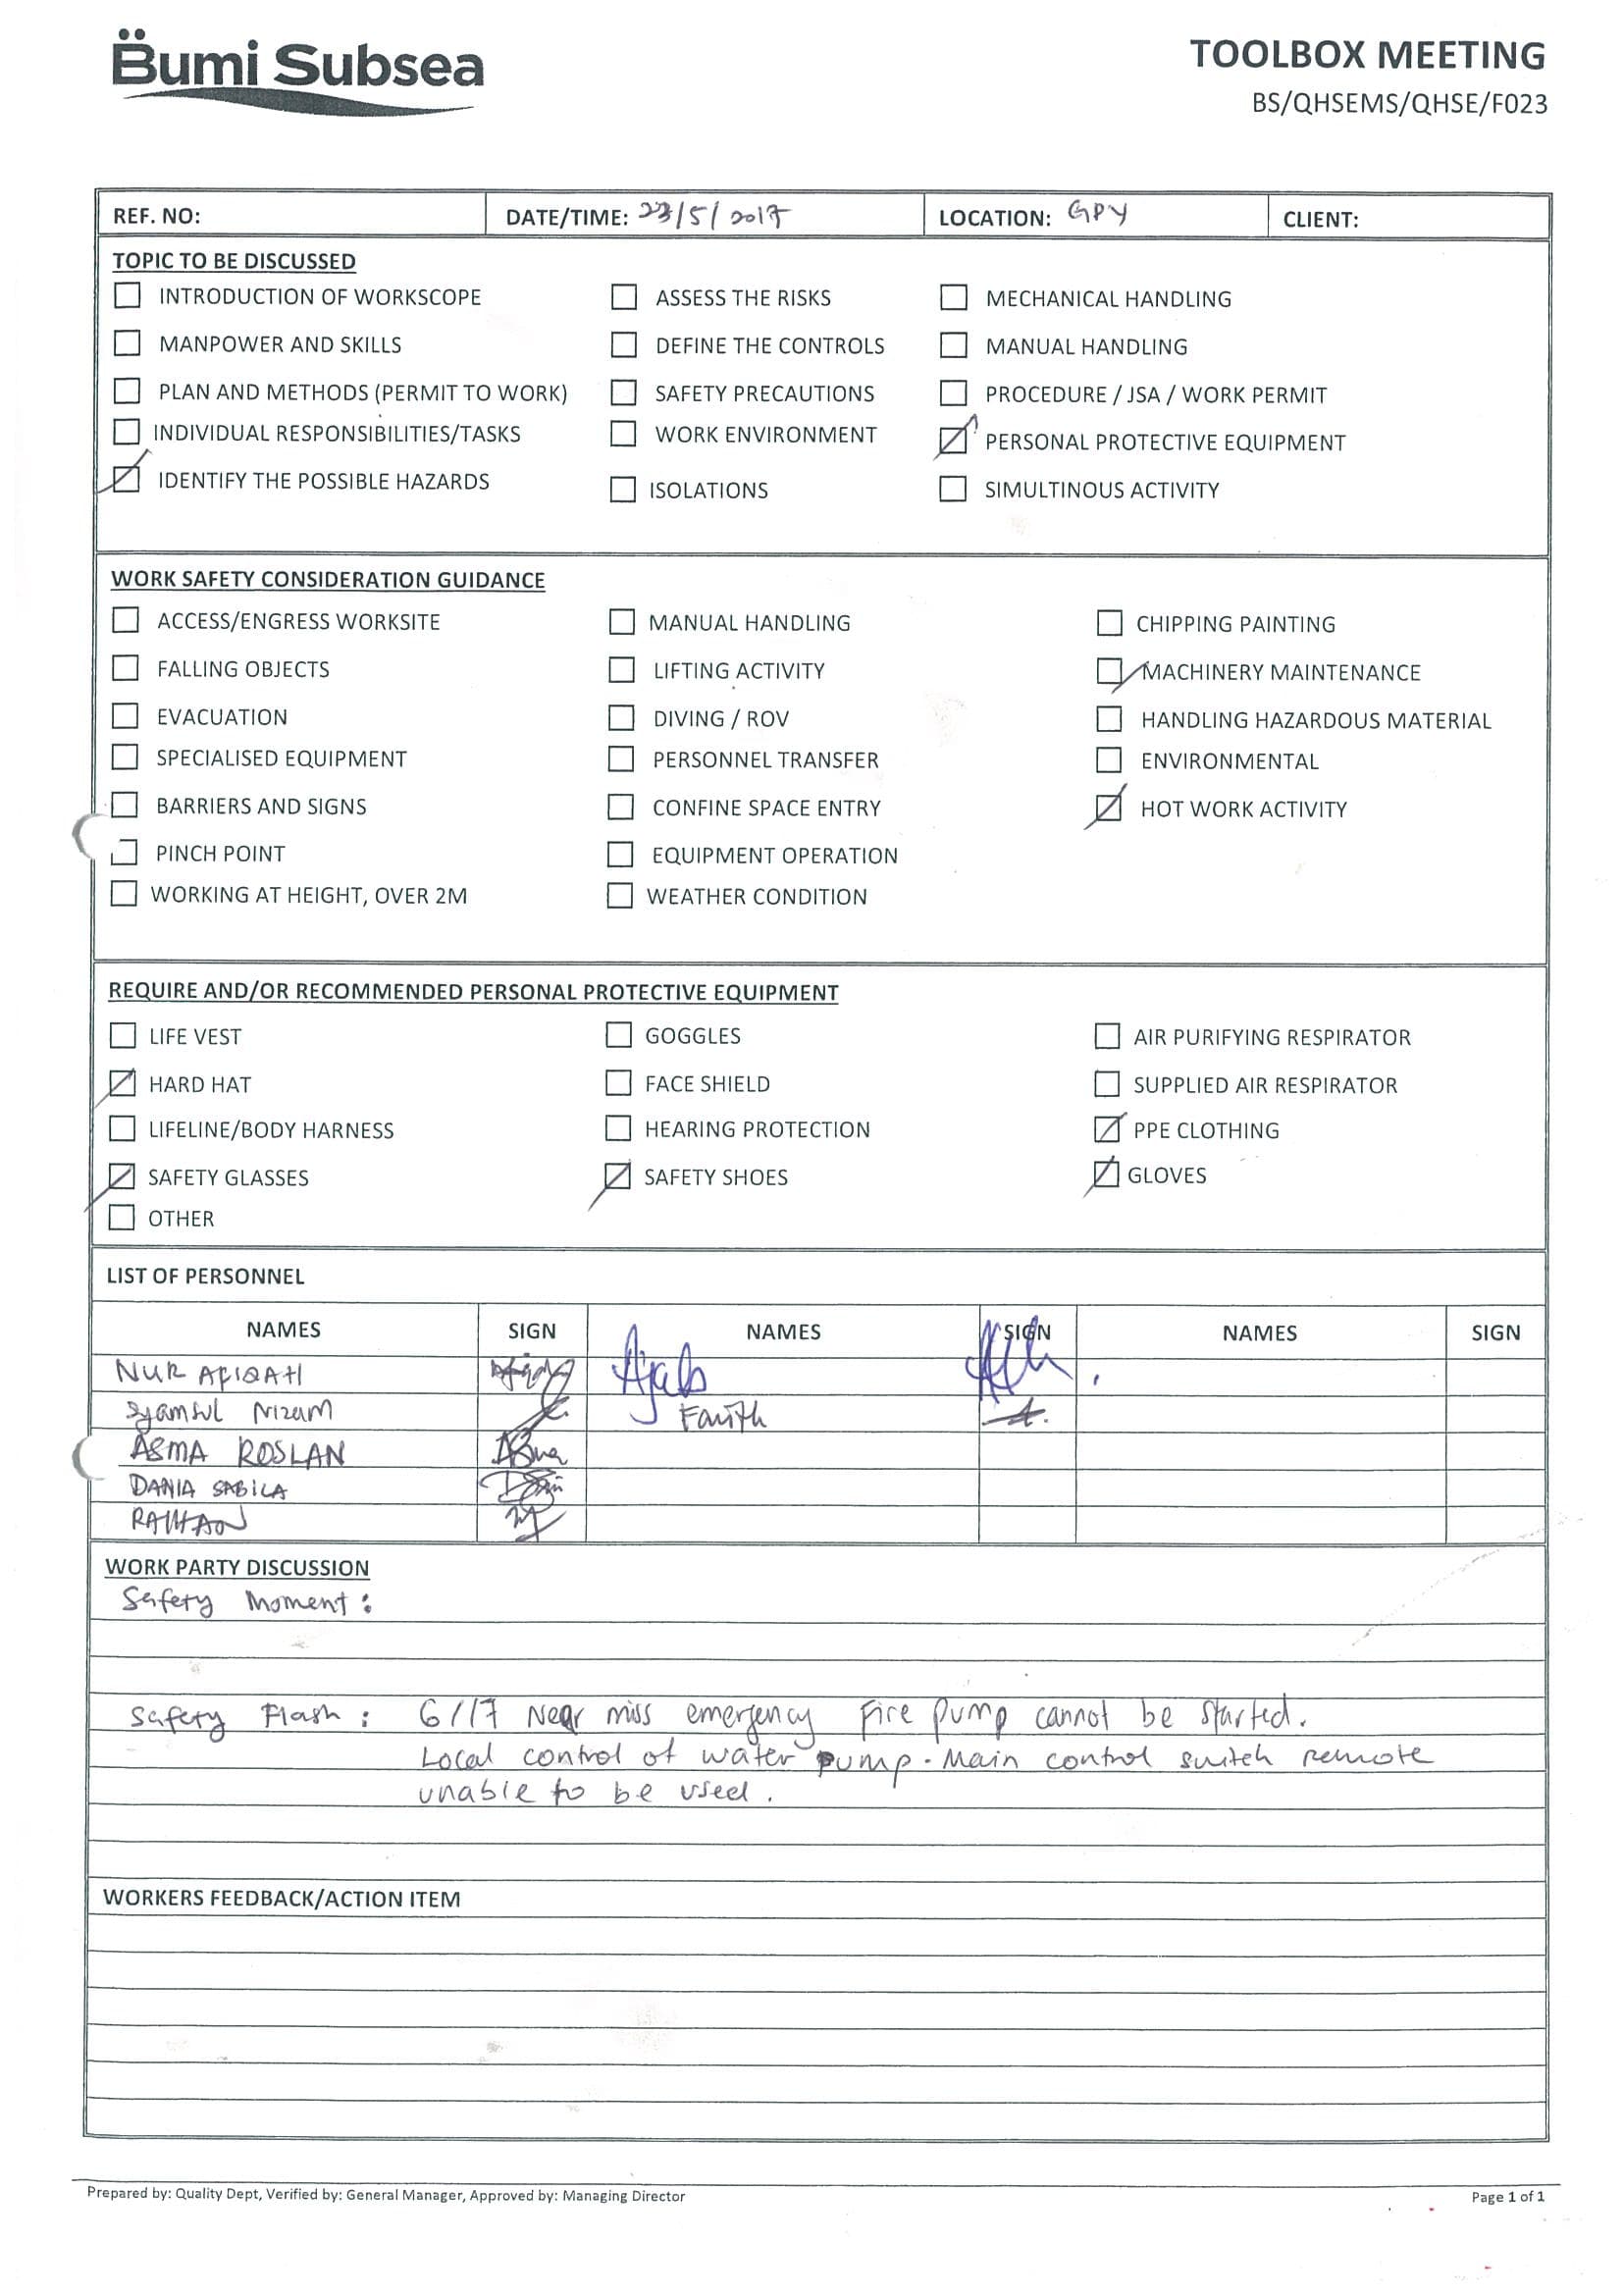 Bumi Subsea
TOOLBOX MEETING
BS/QHSEMS/QHSE/F023
REF. NO: DATE/TIME: 23/5/2017 LOCATION: GPY CLIENT:
TOPIC TO BE DISCUSSED
INTRODUCTION OF WORKSCOPE ASSESS THE RISKS MECHANICAL HANDLING
MANPOWER AND SKILLS DEFINE THE CONTROLS MANUAL HANDLING
PLAN AND METHODS (PERMIT TO WORK) SAFETY PRECAUTIONS PROCEDURE / JSA / WORK PERMIT
INDIVIDUAL RESPONSIBILITIES/TASKS WORK ENVIRONMENT PERSONAL PROTECTIVE EQUIPMENT
IDENTIFY THE POSSIBLE HAZARDS ISOLATIONS SIMULTINOUS ACTIVITY
WORK SAFETY CONSIDERATION GUIDANCE
ACCESS/ENGRESS WORKSITE MANUAL HANDLING CHIPPING PAINTING
FALLING OBJECTS LIFTING ACTIVITY MACHINERY MAINTENANCE
EVACUATION DIVING / ROV HANDLING HAZARDOUS MATERIAL
SPECIALISED EQUIPMENT PERSONNEL TRANSFER ENVIRONMENTAL
BARRIERS AND SIGNS CONFINE SPACE ENTRY HOT WORK ACTIVITY
PINCH POINT EQUIPMENT OPERATION
WORKING AT HEIGHT, OVER 2M WEATHER CONDITION
REQUIRE AND/OR RECOMMENDED PERSONAL PROTECTIVE EQUIPMENT
LIFE VEST GOGGLES AIR PURIFYING RESPIRATOR
HARD HAT FACE SHIELD SUPPLIED AIR RESPIRATOR
LIFELINE/BODY HARNESS HEARING PROTECTION PPE CLOTHING
SAFETY GLASSES SAFETY SHOES GLOVES
OTHER
LIST OF PERSONNEL
NAMES SIGN NAMES SIGN NAMES SIGN
NUR AFIQAH
Syamsul Nizam
ASMA ROSLAN
DANIA SABILA
RAIHAN
WORK PARTY DISCUSSION
Safety Moment :
Safety Flash : 6/17 Near miss emergency Fire pump cannot be started.
Local control of water pump. Main control switch remote
unable to be used.
WORKERS FEEDBACK/ACTION ITEM
Prepared by: Quality Dept, Verified by: General Manager, Approved by: Managing Director Page 1 of 1